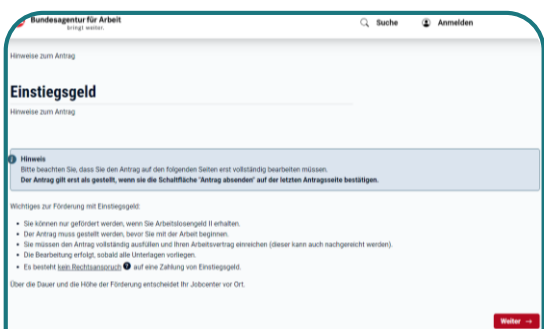 Bundesagentur für Arbeit
bringt weiter.
Suche
Anmelden
Hinweise zum Antrag
Einstiegsgeld
Hinweise zum Antrag
Hinweis
Bitte beachten Sie, dass Sie den Antrag auf den folgenden Seiten erst vollständig bearbeiten müssen.
Der Antrag gilt erst als gestellt, wenn sie die Schaltfläche 'Antrag absenden' auf der letzten Antragsseite bestätigen.
Wichtiges zur Förderung mit Einstiegsgeld:
• Sie können nur gefördert werden, wenn Sie Arbeitslosengeld II erhalten.
• Der Antrag muss gestellt werden, bevor Sie mit der Arbeit beginnen.
• Sie müssen den Antrag vollständig ausfüllen und Ihren Arbeitsvertrag einreichen (dieser kann auch nachgereicht werden).
• Die Bearbeitung erfolgt, sobald alle Unterlagen vorliegen.
• Es besteht kein Rechtsanspruch ? auf eine Zahlung von Einstiegsgeld.
Über die Dauer und die Höhe der Förderung entscheidet Ihr Jobcenter vor Ort.
Weiter →